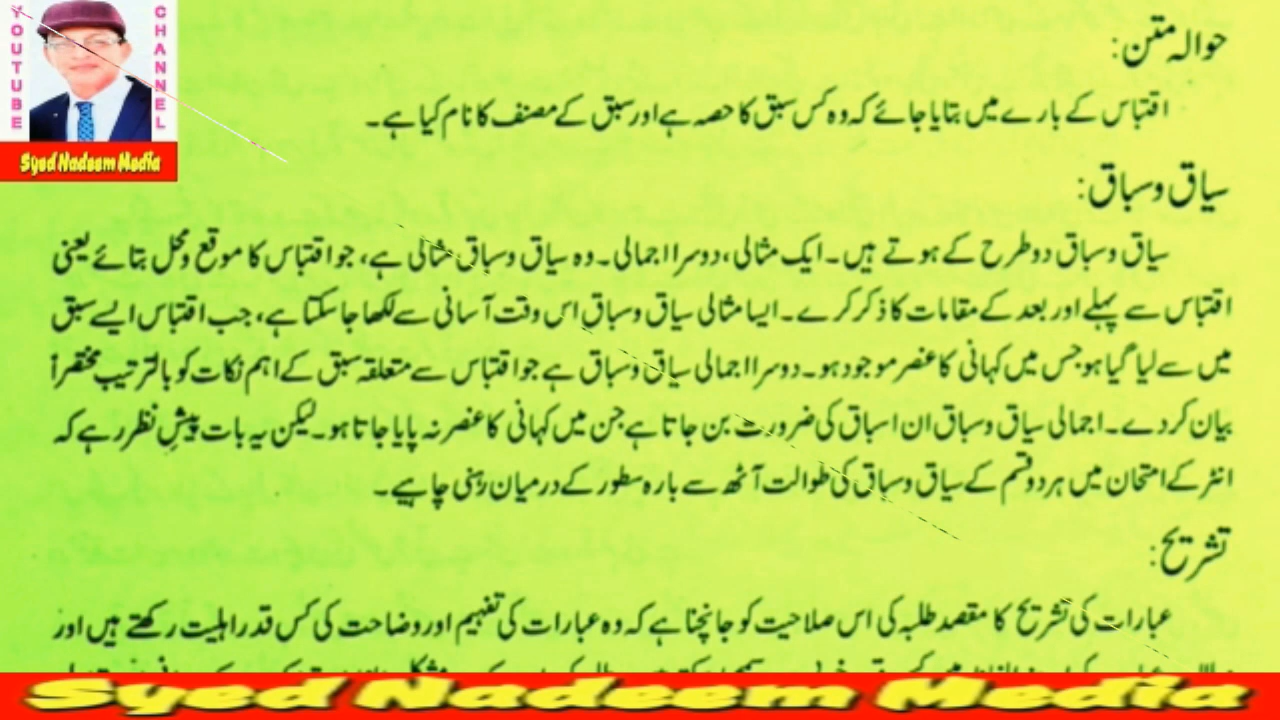 YOUTUBE
CHANNEL
Syed Nadeem Media
حوالہ متن:
اقتباس کے بارے میں بتایا جائے کہ وہ کس سبق کا حصہ ہے اور سبق کے مصنف کا نام کیا ہے۔
سیاق و سباق:
سیاق و سباق دو طرح کے ہوتے ہیں۔ ایک مثالی، دوسرا اجمالی۔ وہ سیاق و سباق مثالی ہے، جو اقتباس کا موقع و محل بتائے یعنی
اقتباس سے پہلے اور بعد کے مقامات کا ذکر کرے۔ ایسا مثالی سیاق و سباق اس وقت آسانی سے لکھا جا سکتا ہے، جب اقتباس ایسے سبق
میں سے لیا گیا ہو جس میں کہانی کا عنصر موجود ہو۔ دوسرا اجمالی سیاق و سباق ہے جو اقتباس سے متعلقہ سبق کے اہم نکات کو بالترتیب مختصراً
بیان کر دے۔ اجمالی سیاق و سباق ان اسباق کی ضرورت بن جاتا ہے جن میں کہانی کا عنصر نہ پایا جاتا ہو۔ لیکن یہ بات پیشِ نظر رہے کہ
انٹر کے امتحان میں ہر دو قسم کے سیاق و سباق کی طوالت آٹھ سے بارہ سطور کے درمیان رہنی چاہیے۔
تشریح:
عبارات کی تشریح کا مقصد طلبہ کی اس صلاحیت کو جانچنا ہے کہ وہ عبارات کی تفہیم اور وضاحت کی کس قدر اہلیت رکھتے ہیں اور
Syed Nadeem Media